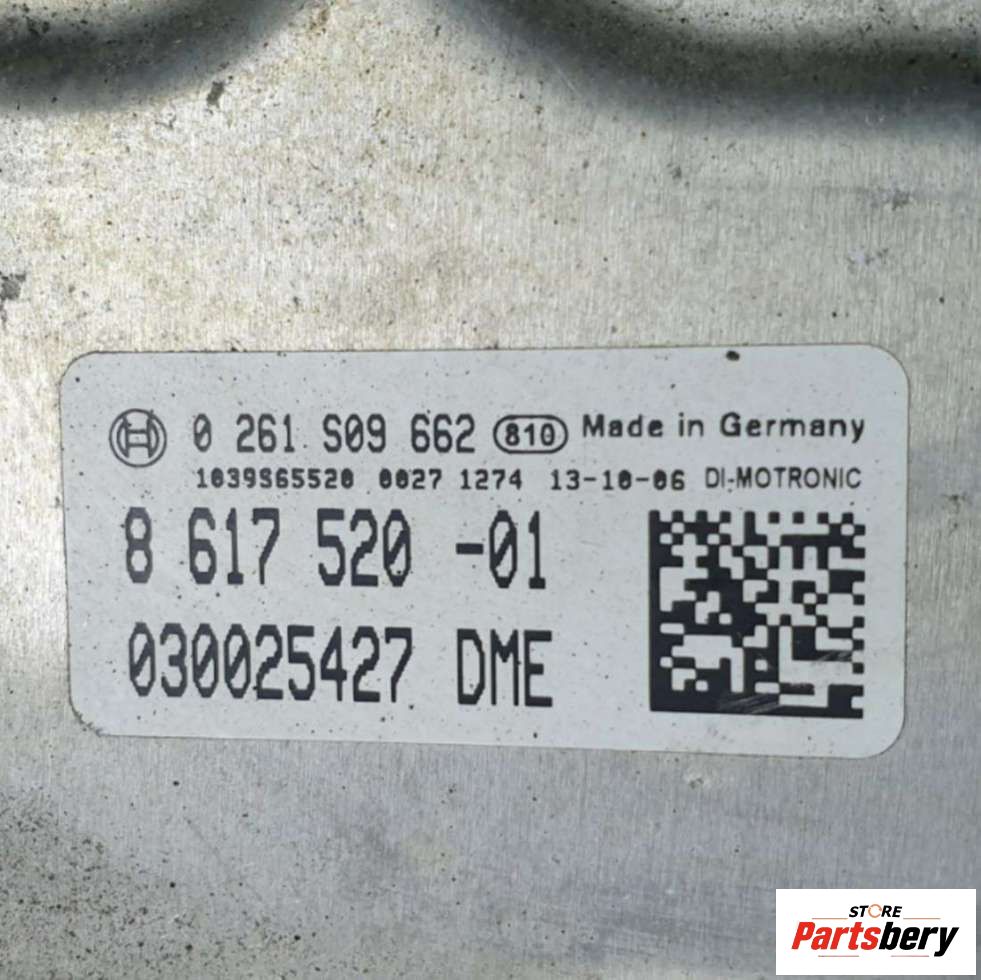 0 261 S09 662 810 Made in Germany
1039S65520 0027 1274 13-10-06 DI-MOTRONIC
8 617 520 -01
030025427 DME
STORE
Partsbery